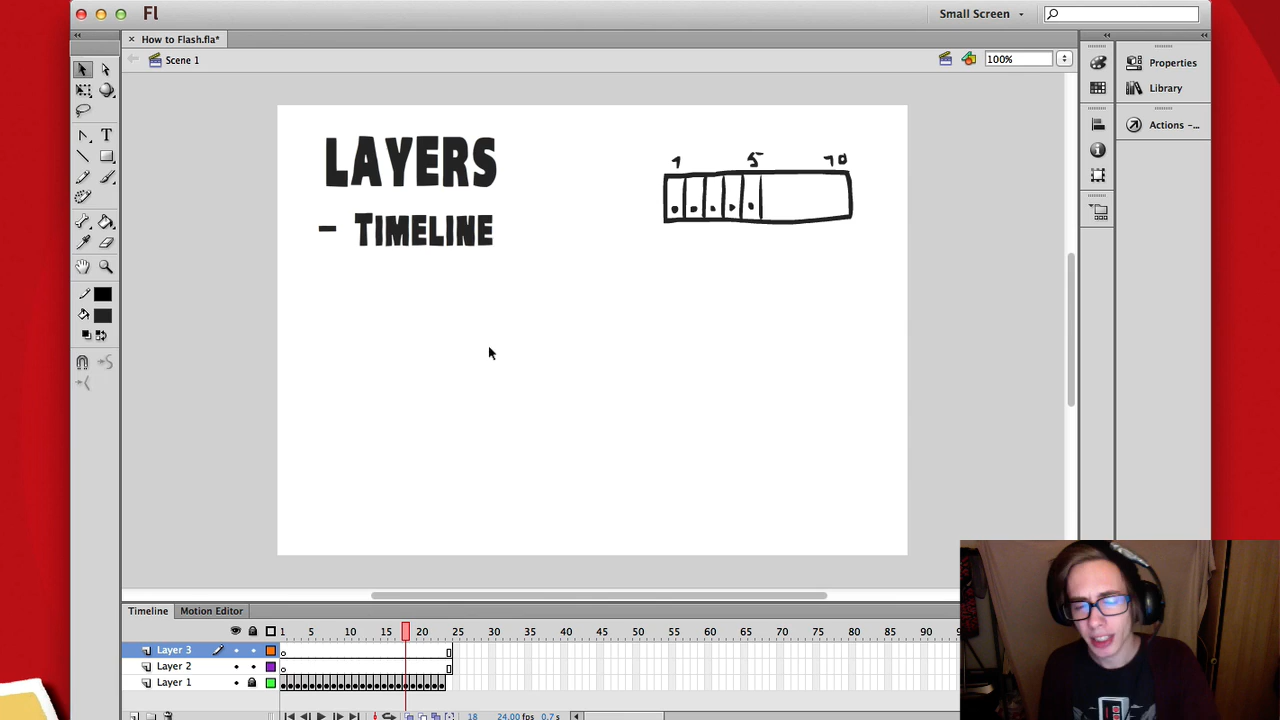 Fl
Small Screen
How to Flash.fla*
Scene 1
100%
Properties
Library
Actions –...
LAYERS
– TIMELINE
1 5 10
Timeline
Motion Editor
1 5 10 15 20 25 30 35 40 45 50 55 60 65 70 75 80 85 90
Layer 3
Layer 2
Layer 1
18 24.00 fps 0.7 s